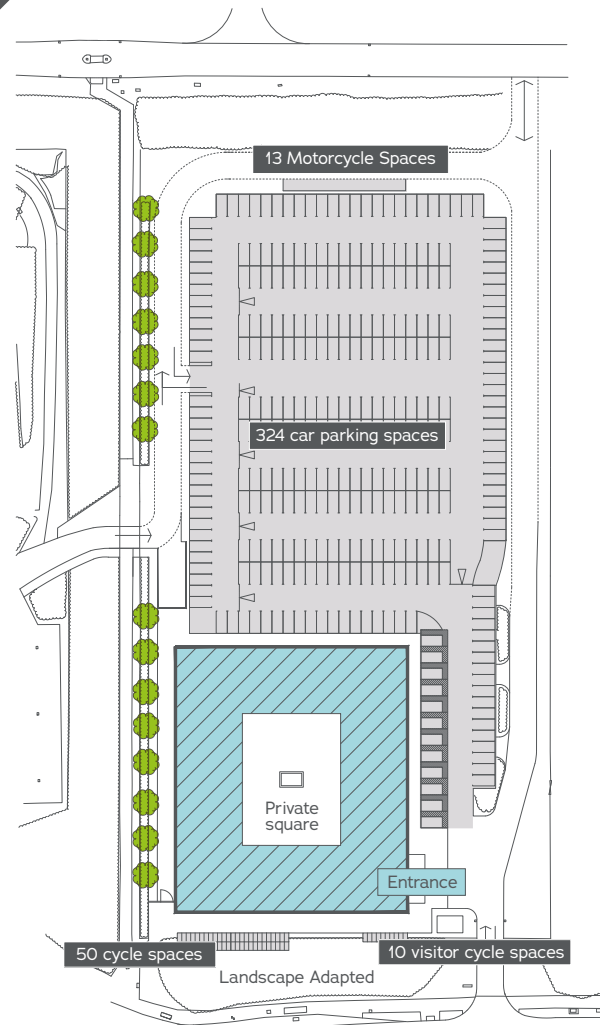 13 Motorcycle Spaces
324 car parking spaces
Private
square
Entrance
50 cycle spaces
10 visitor cycle spaces
Landscape Adapted